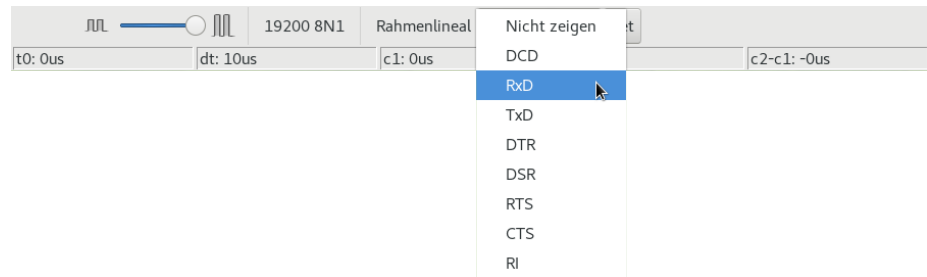 19200 8N1 Rahmenlineal
t0: 0us dt: 10us c1: 0us c2-c1: -0us
Nicht zeigen
DCD
RxD
TxD
DTR
DSR
RTS
CTS
RI